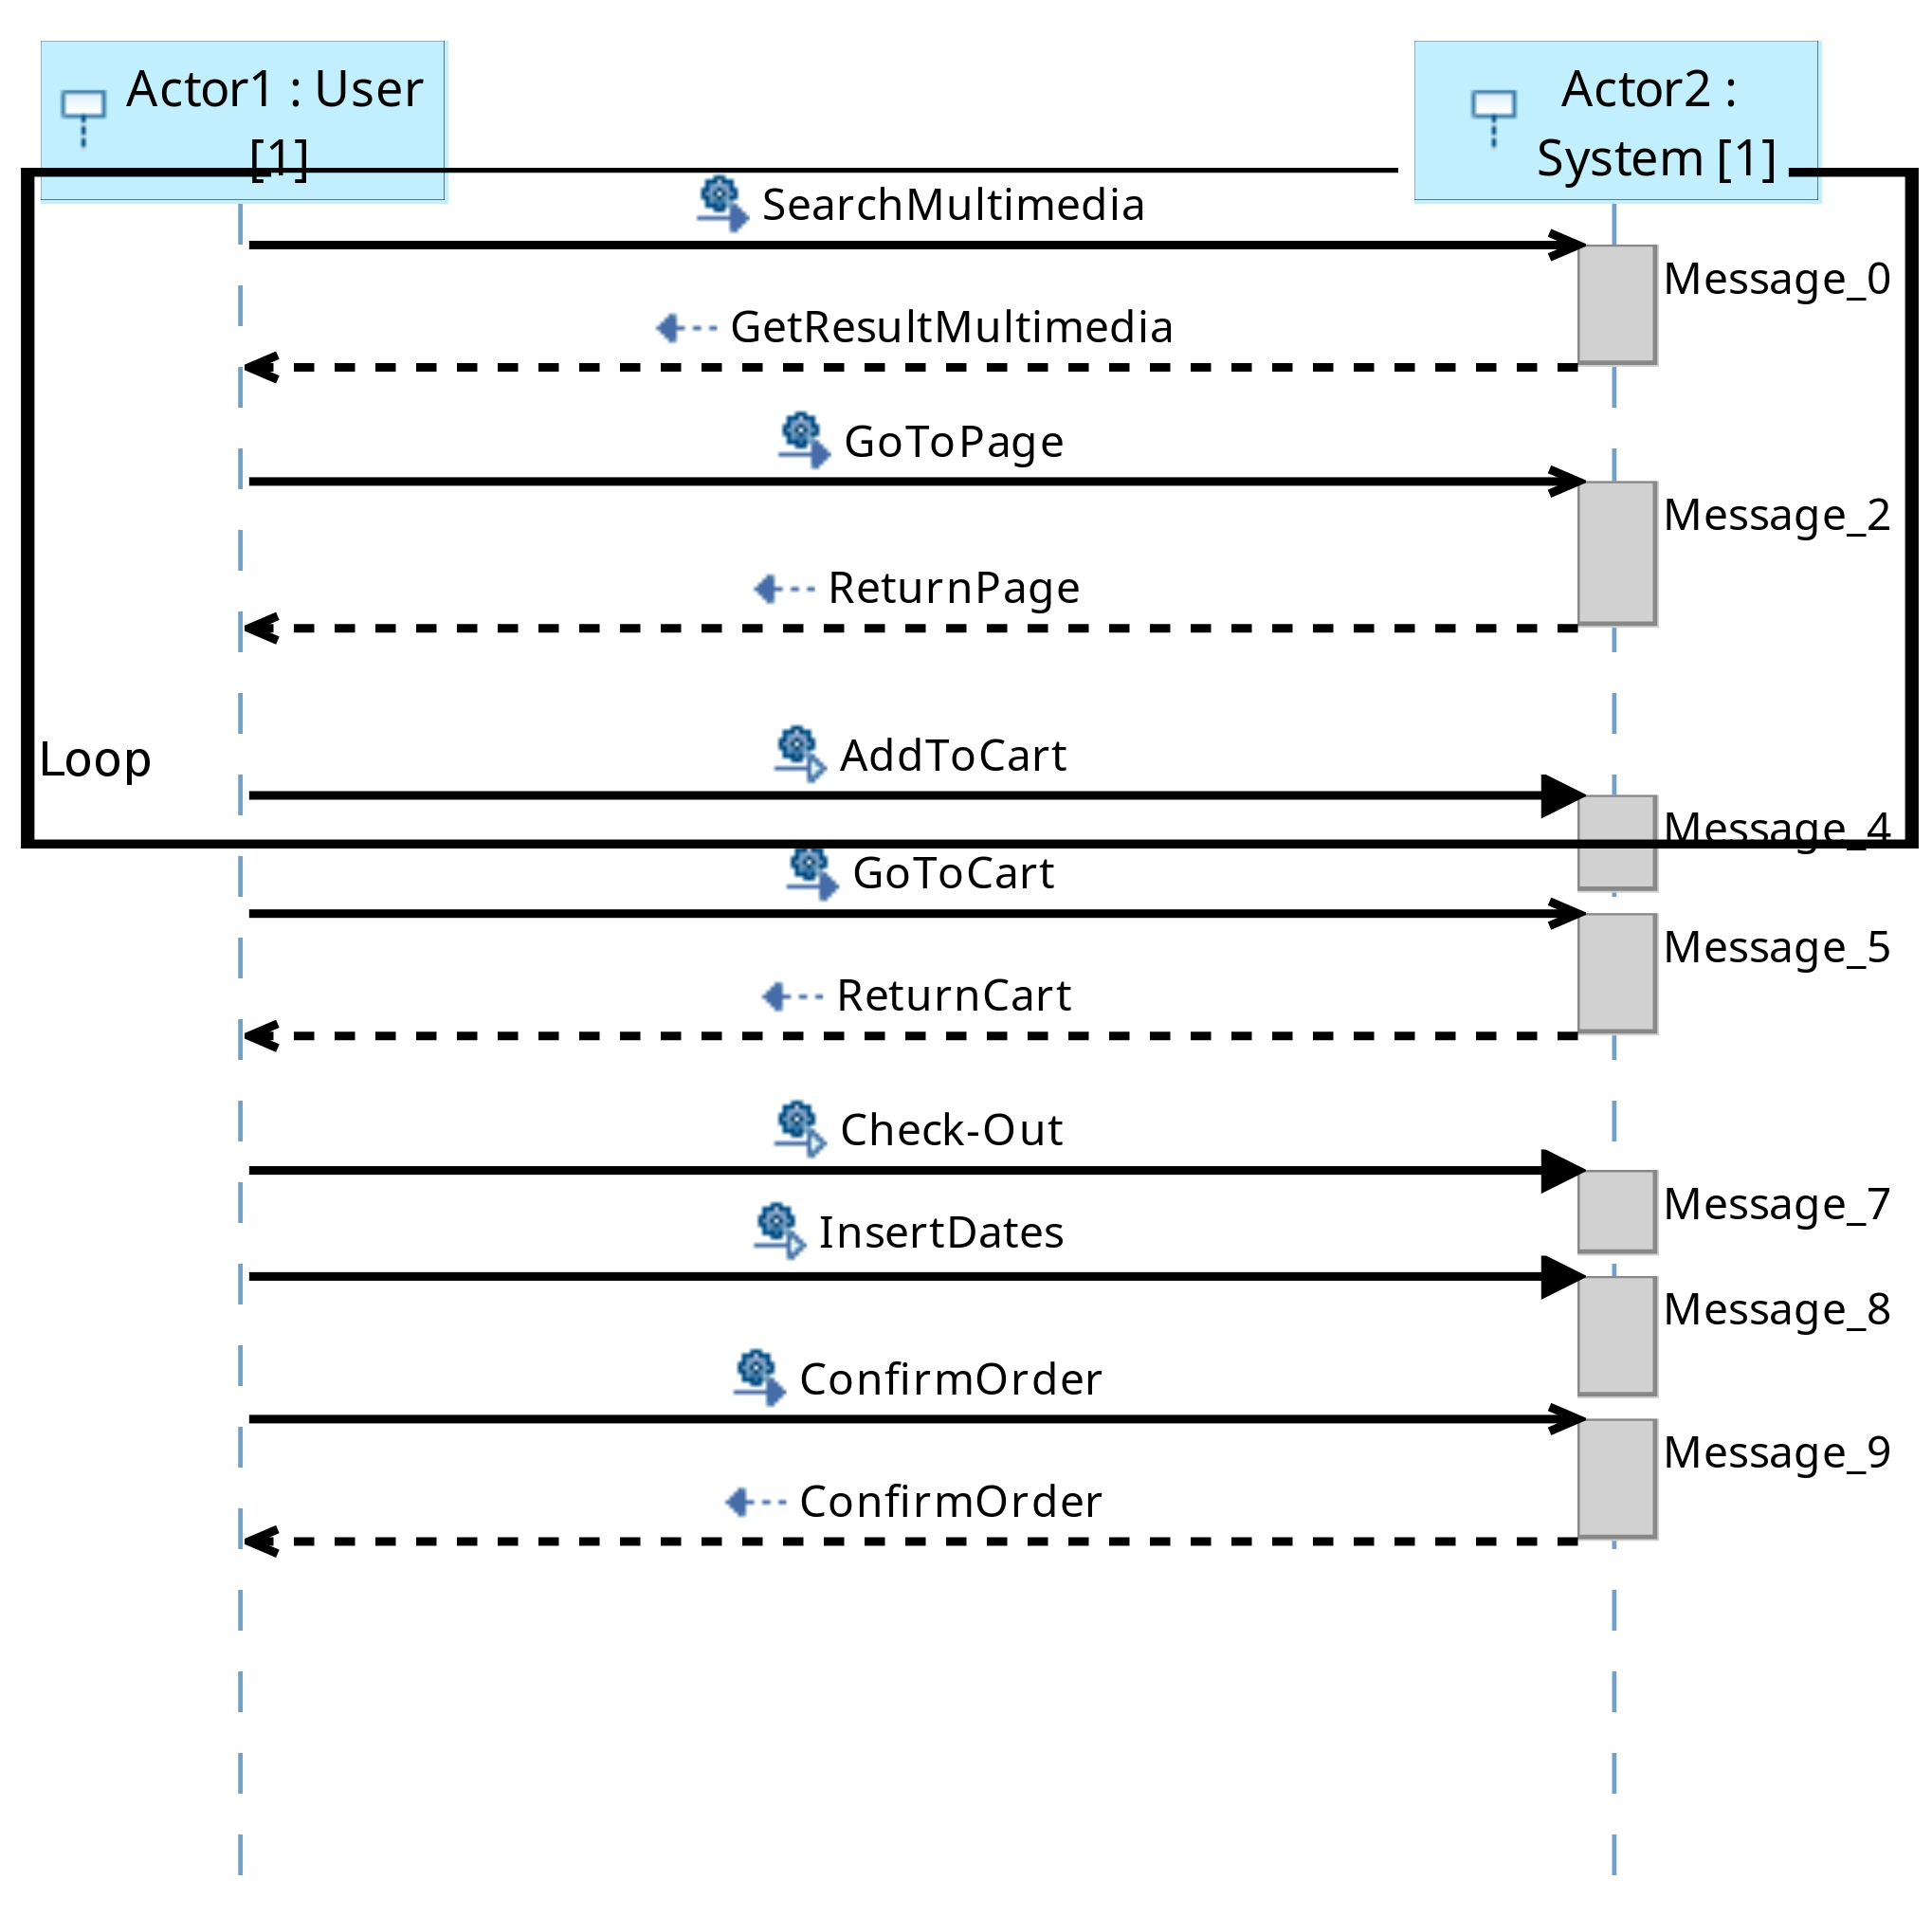 Actor1 : User
[1]
Actor2 :
System [1]
SearchMultimedia
Message_0
GetResultMultimedia
GoToPage
Message_2
ReturnPage
AddToCart
Loop
Message_4
GoToCart
Message_5
ReturnCart
Check-Out
Message_7
InsertDates
Message_8
ConfirmOrder
Message_9
ConfirmOrder